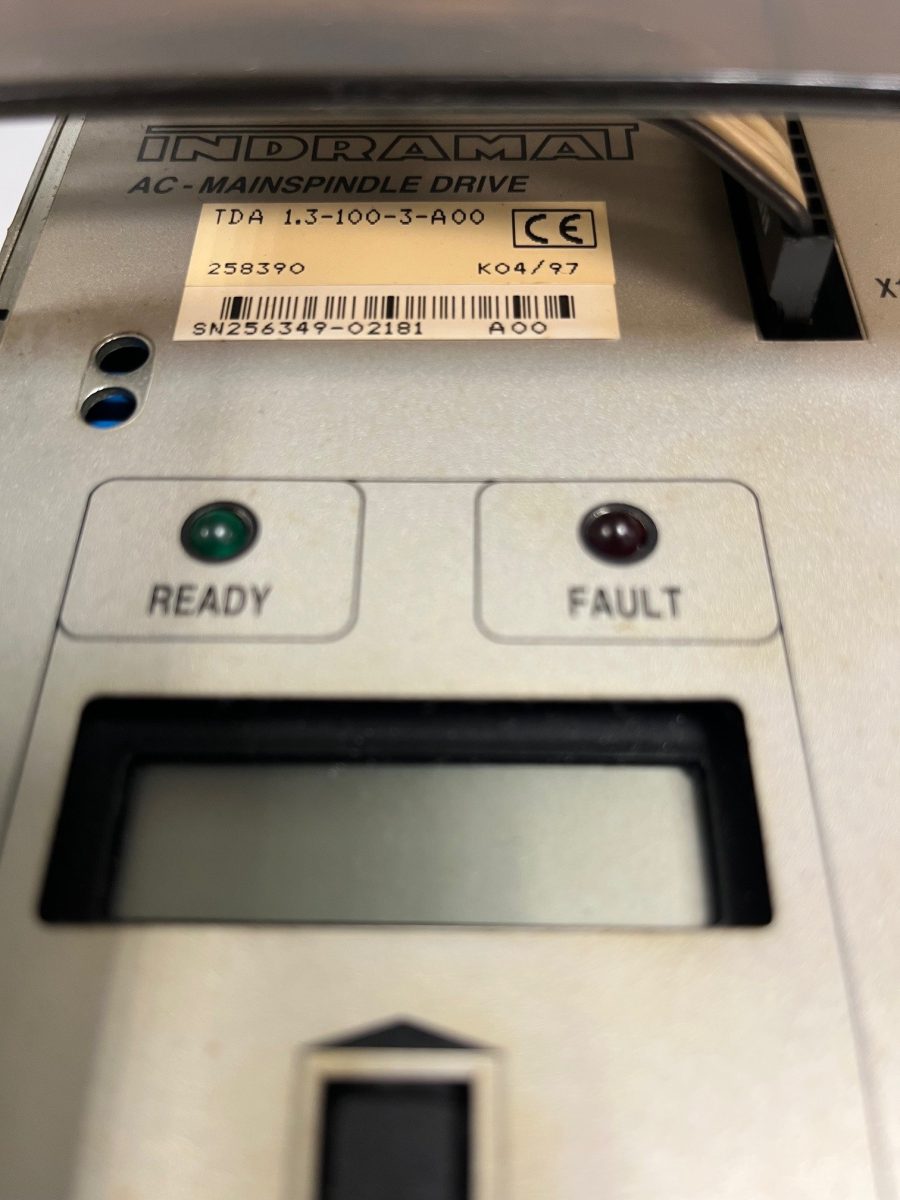 INDRAMAT
AC-MAINSPINDLE DRIVE
TDA 1.3-100-3-A00 CE
258390 K04/97
SN256349-02181 A00
READY FAULT